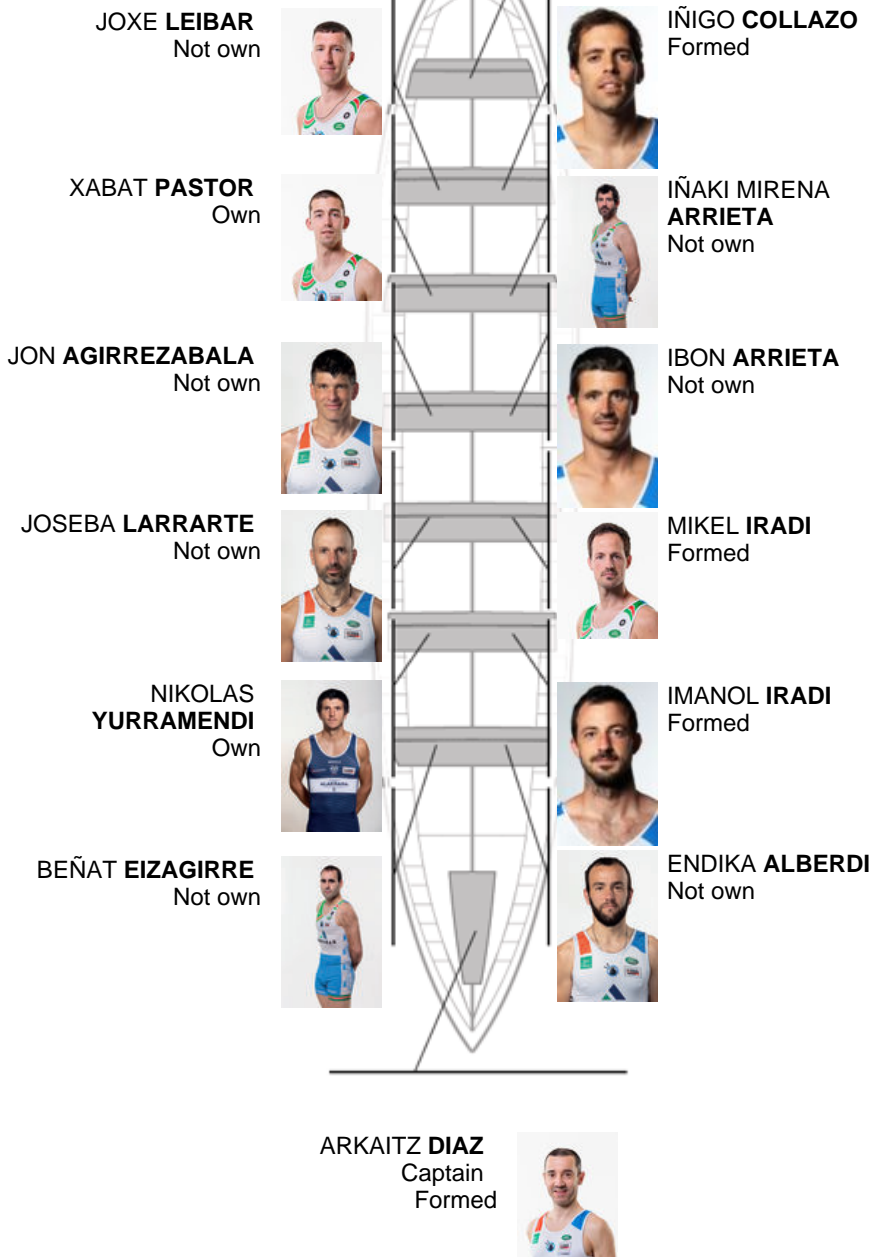 JOXE LEIBAR
Not own
IÑIGO COLLAZO
Formed
XABAT PASTOR
Own
IÑAKI MIRENA
ARRIETA
Not own
JON AGIRREZABALA
Not own
IBON ARRIETA
Not own
JOSEBA LARRARTE
Not own
MIKEL IRADI
Formed
NIKOLAS
YURRAMENDI
Own
IMANOL IRADI
Formed
BEÑAT EIZAGIRRE
Not own
ENDIKA ALBERDI
Not own
ARKAITZ DIAZ
Captain
Formed